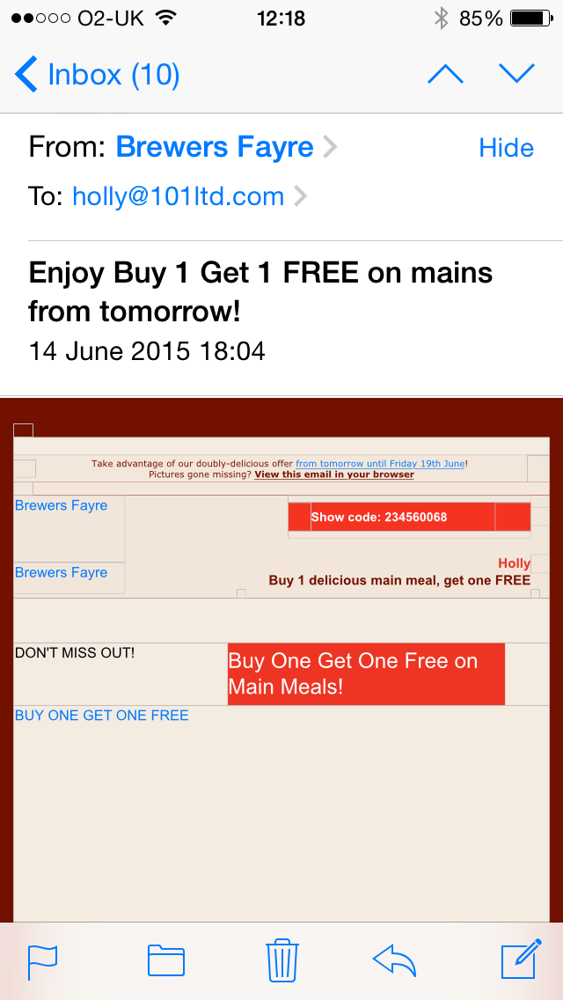 O2-UK 12:18 85%
Inbox (10)
From: Brewers Fayre Hide
To: holly@101ltd.com
Enjoy Buy 1 Get 1 FREE on mains
from tomorrow!
14 June 2015 18:04
Take advantage of our doubly-delicious offer from tomorrow until Friday 19th June!
Pictures gone missing? View this email in your browser
Brewers Fayre
Show code: 234560068
Holly
Brewers Fayre
Buy 1 delicious main meal, get one FREE
DON'T MISS OUT!
Buy One Get One Free on
Main Meals!
BUY ONE GET ONE FREE